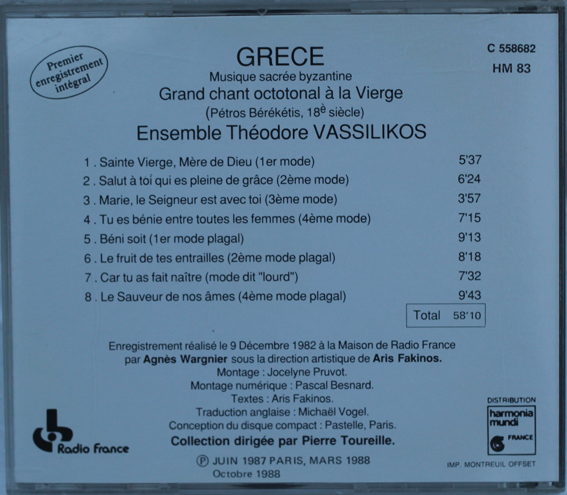 Premier
enregistrement
intégral
GRECE
C 558682
HM 83
Musique sacrée byzantine
Grand chant octotonal à la Vierge
(Pétros Bérékétis, 18è siècle)
Ensemble Théodore VASSILIKOS
1. Sainte Vierge, Mère de Dieu (1er mode) 5'37
2. Salut à toi qui es pleine de grâce (2ème mode) 6'24
3. Marie, le Seigneur est avec toi (3ème mode) 3'57
4. Tu es bénie entre toutes les femmes (4ème mode) 7'15
5. Béni soit (1er mode plagal) 9'13
6. Le fruit de tes entrailles (2ème mode plagal) 8'18
7. Car tu as fait naître (mode dit "lourd") 7'32
8. Le Sauveur de nos âmes (4ème mode plagal) 9'43
Total 58'10
Enregistrement réalisé le 9 Décembre 1982 à la Maison de Radio France
par Agnès Wargnier sous la direction artistique de Aris Fakinos.
Montage : Jocelyne Pruvot.
Montage numérique : Pascal Besnard.
Textes : Aris Fakinos.
Traduction anglaise : Michaël Vogel.
Conception du disque compact : Pastelle, Paris.
Collection dirigée par Pierre Toureille.
Radio France
Ⓟ JUIN 1987 PARIS, MARS 1988
Octobre 1988
DISTRIBUTION
harmonia
mundi
FRANCE
IMP. MONTREUIL OFFSET